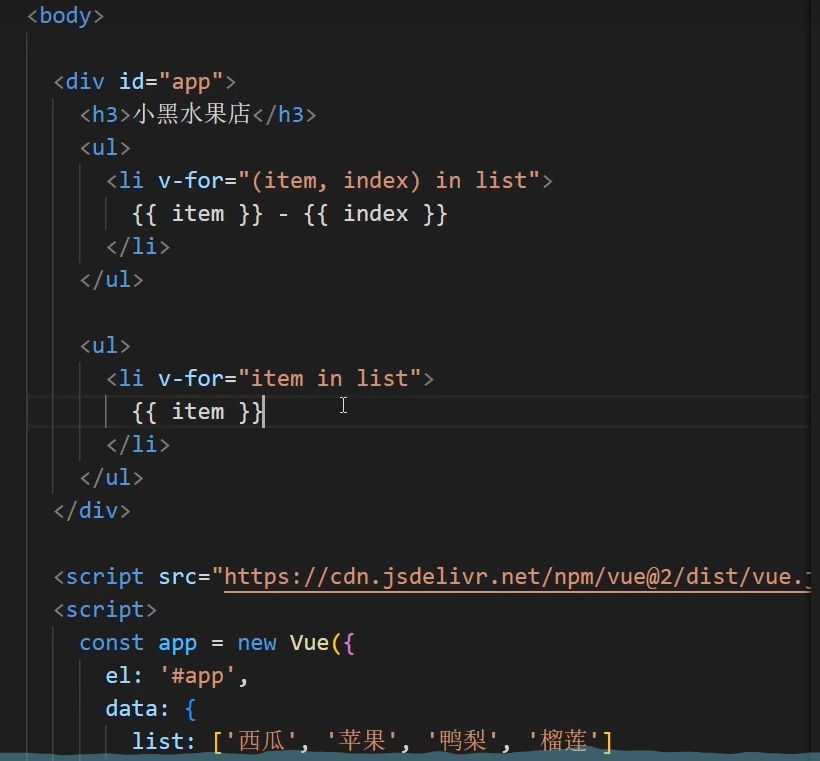 <body>
<div id="app">
<h3>小黑水果店</h3>
<ul>
<li v-for="(item, index) in list">
{{ item }} - {{ index }}
</li>
</ul>
<ul>
<li v-for="item in list">
{{ item }}
</li>
</ul>
</div>
<script src="https://cdn.jsdelivr.net/npm/vue@2/dist/vue.
<script>
const app = new Vue({
el: '#app',
data: {
list: ['西瓜', '苹果', '鸭梨', '榴莲']